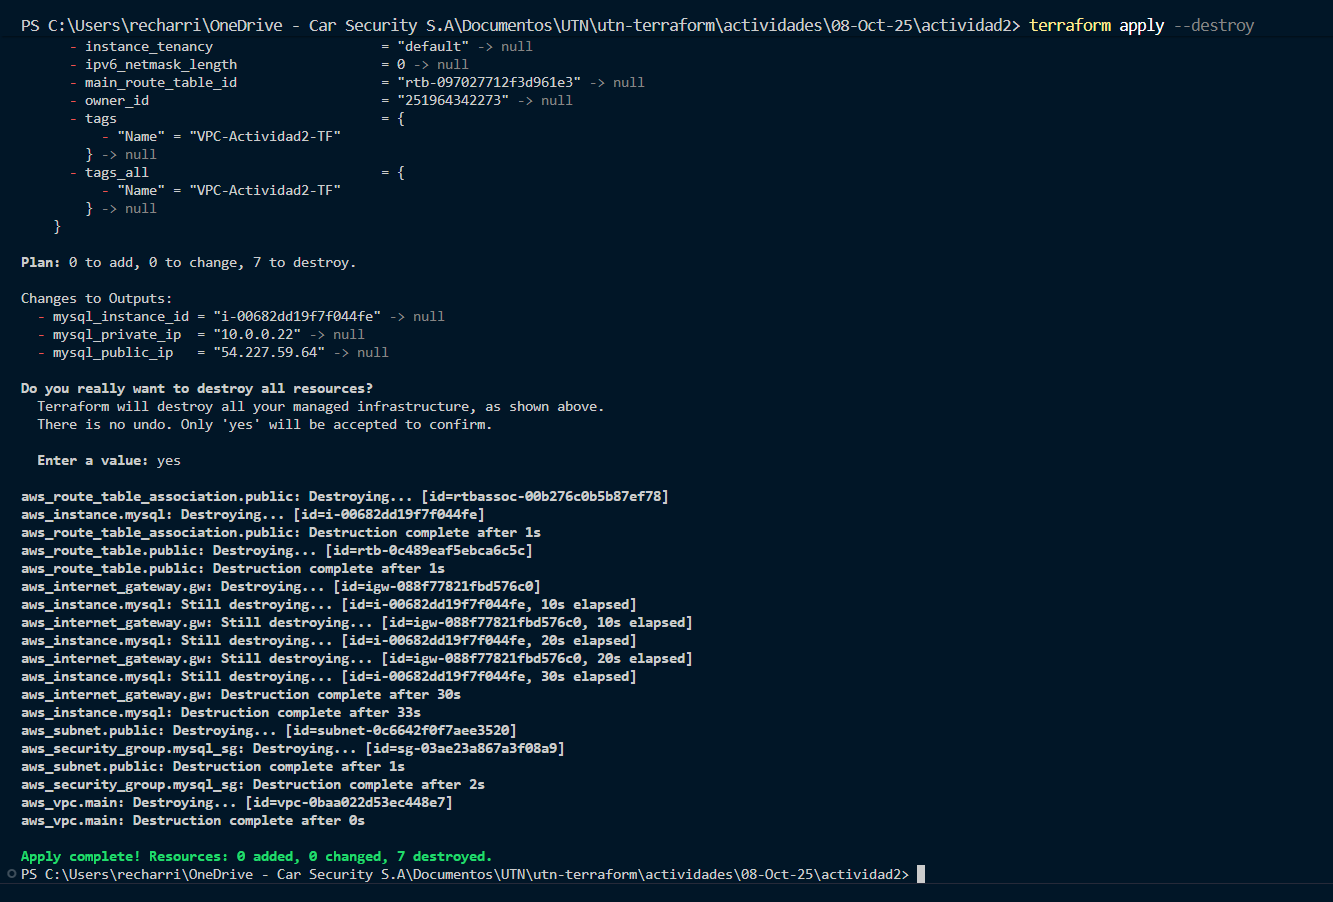 PS C:\Users\recharri\OneDrive - Car Security S.A\Documentos\UTN\utn-terraform\actividades\08-Oct-25\actividad2> terraform apply --destroy
- instance_tenancy = "default" -> null
- ipv6_netmask_length = 0 -> null
- main_route_table_id = "rtb-097027712f3d961e3" -> null
- owner_id = "251964342273" -> null
- tags = {
- "Name" = "VPC-Actividad2-TF"
} -> null
- tags_all = {
- "Name" = "VPC-Actividad2-TF"
} -> null
}
Plan: 0 to add, 0 to change, 7 to destroy.
Changes to Outputs:
- mysql_instance_id = "i-00682dd19f7f044fe" -> null
- mysql_private_ip = "10.0.0.22" -> null
- mysql_public_ip = "54.227.59.64" -> null
Do you really want to destroy all resources?
Terraform will destroy all your managed infrastructure, as shown above.
There is no undo. Only 'yes' will be accepted to confirm.
Enter a value: yes
aws_route_table_association.public: Destroying... [id=rtbassoc-00b276c0b5b87ef78]
aws_instance.mysql: Destroying... [id=i-00682dd19f7f044fe]
aws_route_table_association.public: Destruction complete after 1s
aws_route_table.public: Destroying... [id=rtb-0c489eaf5ebca6c5c]
aws_route_table.public: Destruction complete after 1s
aws_internet_gateway.gw: Destroying... [id=igw-088f77821fbd576c0]
aws_instance.mysql: Still destroying... [id=i-00682dd19f7f044fe, 10s elapsed]
aws_internet_gateway.gw: Still destroying... [id=igw-088f77821fbd576c0, 10s elapsed]
aws_instance.mysql: Still destroying... [id=i-00682dd19f7f044fe, 20s elapsed]
aws_internet_gateway.gw: Still destroying... [id=igw-088f77821fbd576c0, 20s elapsed]
aws_instance.mysql: Still destroying... [id=i-00682dd19f7f044fe, 30s elapsed]
aws_internet_gateway.gw: Destruction complete after 30s
aws_instance.mysql: Destruction complete after 33s
aws_subnet.public: Destroying... [id=subnet-0c6642f0f7aee3520]
aws_security_group.mysql_sg: Destroying... [id=sg-03ae23a867a3f08a9]
aws_subnet.public: Destruction complete after 1s
aws_security_group.mysql_sg: Destruction complete after 2s
aws_vpc.main: Destroying... [id=vpc-0baa022d53ec448e7]
aws_vpc.main: Destruction complete after 0s
Apply complete! Resources: 0 added, 0 changed, 7 destroyed.
PS C:\Users\recharri\OneDrive - Car Security S.A\Documentos\UTN\utn-terraform\actividades\08-Oct-25\actividad2>